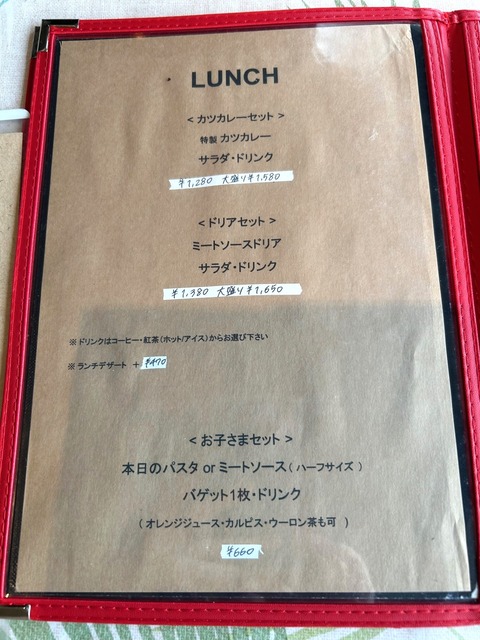 LUNCH
＜カツカレーセット＞
特製 カツカレー
サラダ・ドリンク
¥1,280 大盛り¥1,580
＜ドリアセット＞
ミートソースドリア
サラダ・ドリンク
¥1,380 大盛り¥1,650
※ドリンクはコーヒー・紅茶（ホット/アイス）からお選び下さい
※ランチデザート ＋ ¥470
＜お子さまセット＞
本日のパスタ or ミートソース（ハーフサイズ）
バゲット1枚・ドリンク
（オレンジジュース・カルピス・ウーロン茶も可 ）
¥660